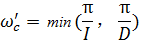 ω′c = min(π/I, π/D)